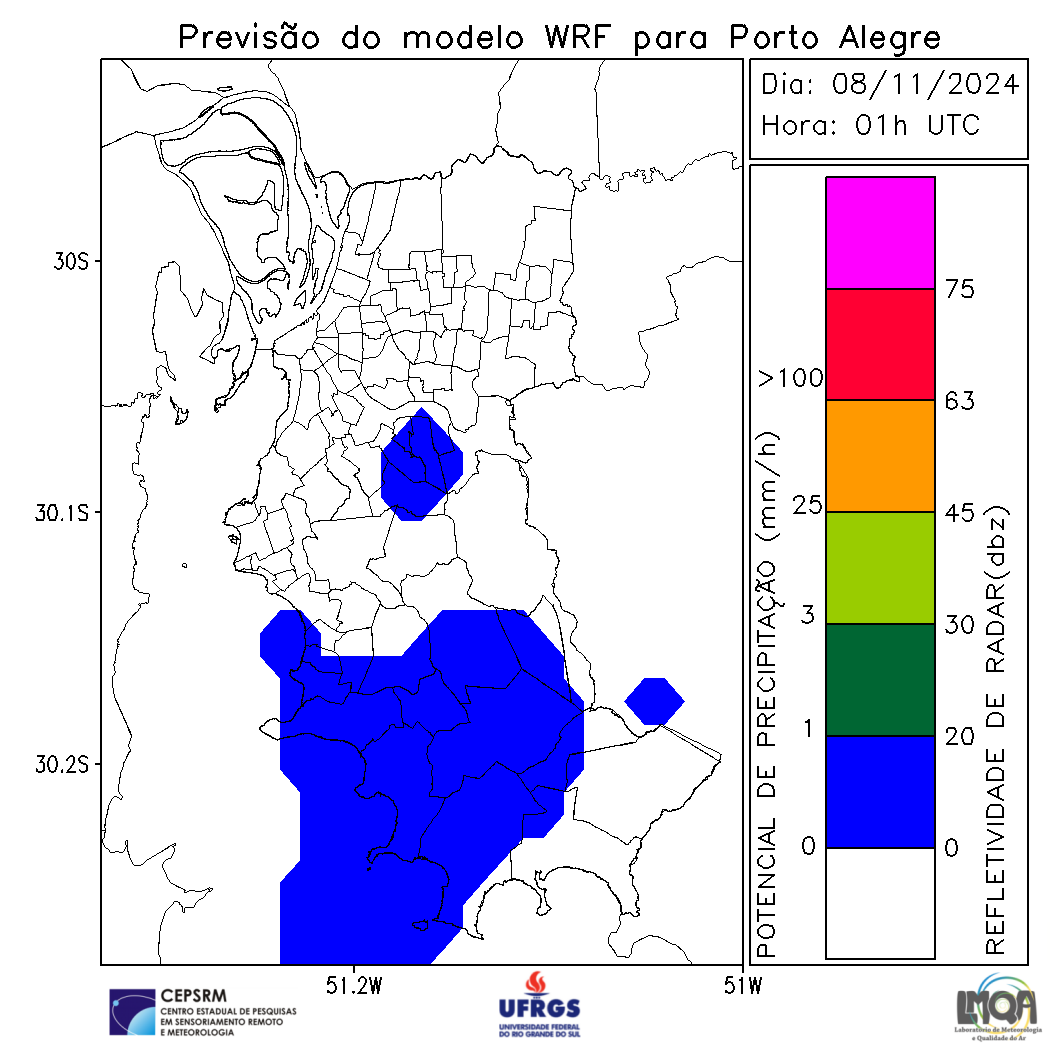 Previsão do modelo WRF para Porto Alegre
Dia: 08/11/2024
Hora: 01h UTC
30S
30.1S
30.2S
51.2W
51W
POTENCIAL DE PRECIPITAÇÃO (mm/h)
>100
25
3
1
0
75
63
45
30
20
0
REFLETIVIDADE DE RADAR(dbz)
CEPSRM
CENTRO ESTADUAL DE PESQUISAS
EM SENSORIAMENTO REMOTO
E METEOROLOGIA
UFRGS
UNIVERSIDADE FEDERAL
DO RIO GRANDE DO SUL
LMQA
Laboratório de Meteorologia
e Qualidade do Ar